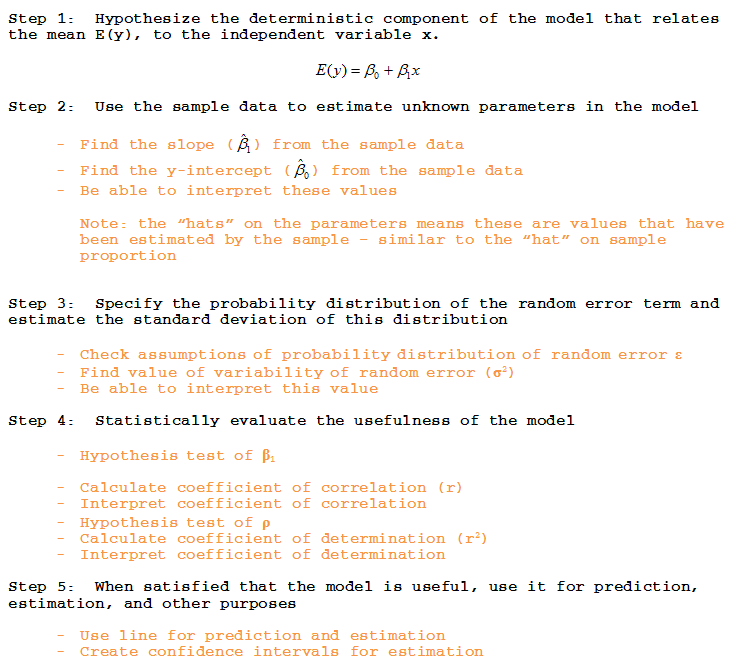 Step 1:  Hypothesize the deterministic component of the model that relates
the mean E(y), to the independent variable x.
E(y) = β₀ + β₁x
Step 2:  Use the sample data to estimate unknown parameters in the model
- Find the slope (β̂₁) from the sample data
- Find the y-intercept (β̂₀) from the sample data
- Be able to interpret these values
Note: the “hats” on the parameters means these are values that have
been estimated by the sample – similar to the “hat” on sample
proportion
Step 3:  Specify the probability distribution of the random error term and
estimate the standard deviation of this distribution
- Check assumptions of probability distribution of random error ε
- Find value of variability of random error (σ²)
- Be able to interpret this value
Step 4:  Statistically evaluate the usefulness of the model
- Hypothesis test of β₁
- Calculate coefficient of correlation (r)
- Interpret coefficient of correlation
- Hypothesis test of ρ
- Calculate coefficient of determination (r²)
- Interpret coefficient of determination
Step 5:  When satisfied that the model is useful, use it for prediction,
estimation, and other purposes
- Use line for prediction and estimation
- Create confidence intervals for estimation